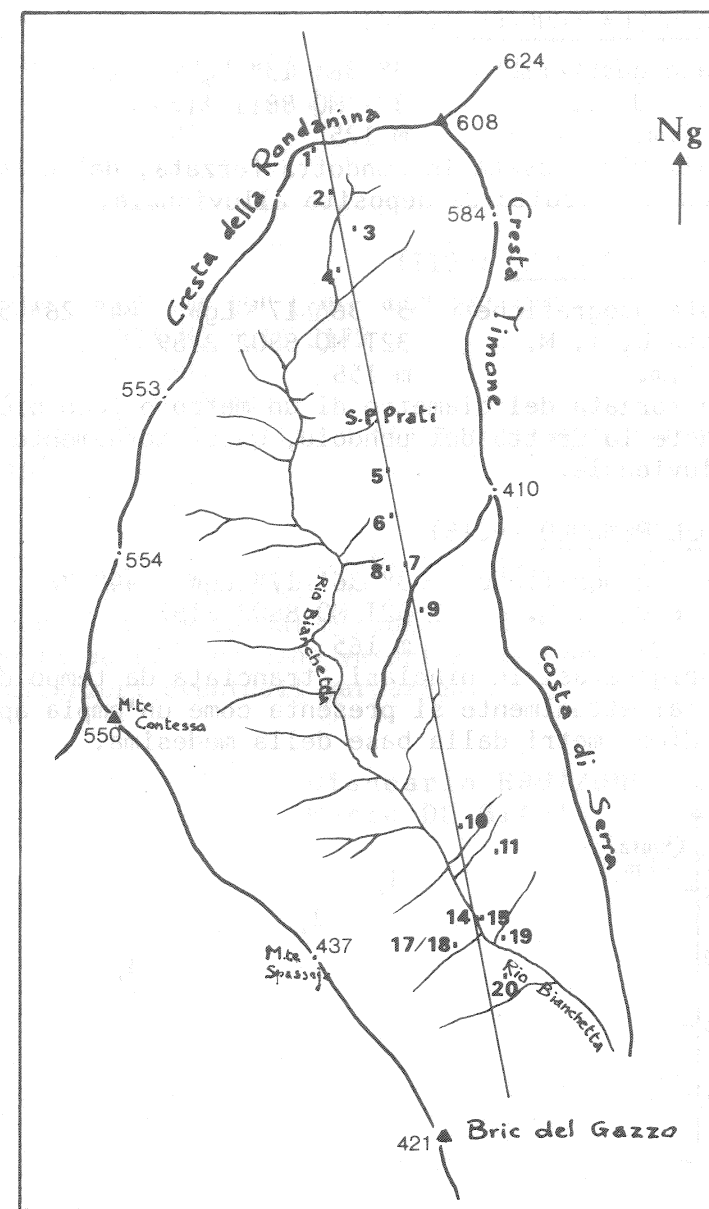 624
608
Ng
Cresta della Rondanina
1
2
584
3
4
Cresta Timone
553
S.P. Prati
5
410
6
554
8
7
Rio Bianchetta
9
M.te
Contessa
550
Costa di Serra
10
11
14
15
17/18
19
437
M.te
Spassoja
20
Rio Bianchetta
421
Bric del Gazzo